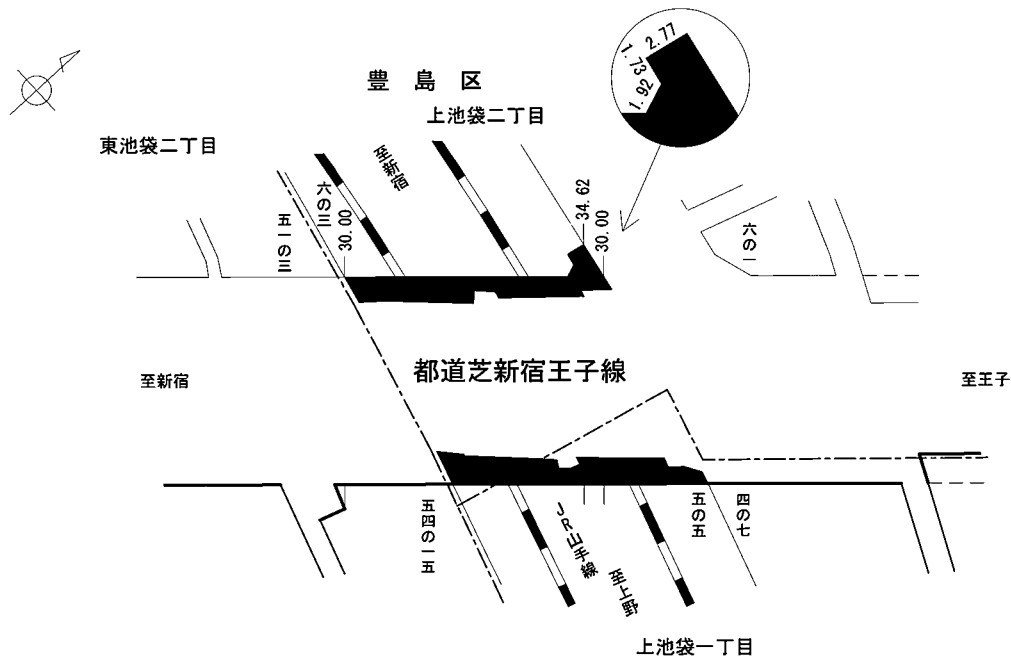 2.77
1.73
1.92
豊島区
上池袋二丁目
東池袋二丁目
至新宿
六の三
30.00
五一の三
34.62
30.00
六の一
都道芝新宿王子線
至新宿
至王子
五四の一五
JR山手線
至上野
五の五
四の七
上池袋一丁目